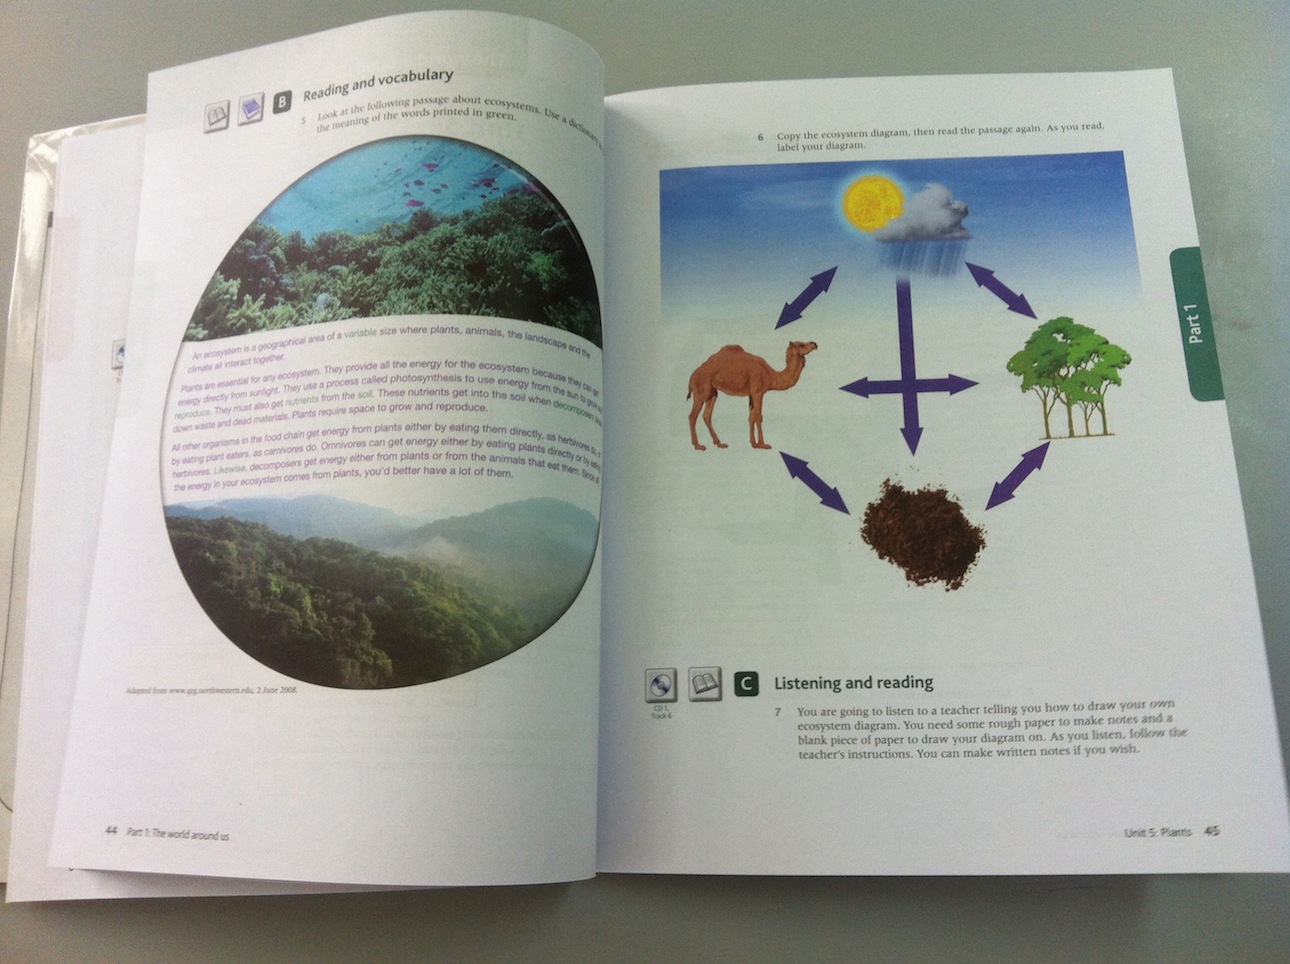 B Reading and vocabulary
5 Look at the following passage about ecosystems. Use a dictionary
the meaning of the words printed in green.
An ecosystem is a geographical area of a variable size where plants, animals, the landscape and the
climate all interact together.
Plants are essential for any ecosystem. They provide all the energy for the ecosystem because they can get
energy directly from sunlight. They use a process called photosynthesis to use energy from the sun to grow
reproduce. They must also get nutrients from the soil. These nutrients get into the soil when decomposers
down waste and dead materials. Plants require space to grow and reproduce.
All other organisms in the food chain get energy from plants either by eating them directly, as herbivores do,
by eating plant eaters, as carnivores do. Omnivores can get energy either by eating plants directly or by eating
herbivores. Likewise, decomposers get energy either from plants or from the animals that eat them. Since
the energy in your ecosystem comes from plants, you'd better have a lot of them.
Adapted from www.qrg.northwestern.edu, 2 June 2008.
44 Part 1: The world around us
6 Copy the ecosystem diagram, then read the passage again. As you read,
label your diagram.
Part 1
CD 1,
Track 6
C Listening and reading
7 You are going to listen to a teacher telling you how to draw your own
ecosystem diagram. You need some rough paper to make notes and a
blank piece of paper to draw your diagram on. As you listen, follow the
teacher's instructions. You can make written notes if you wish.
Unit 5: Plants 45